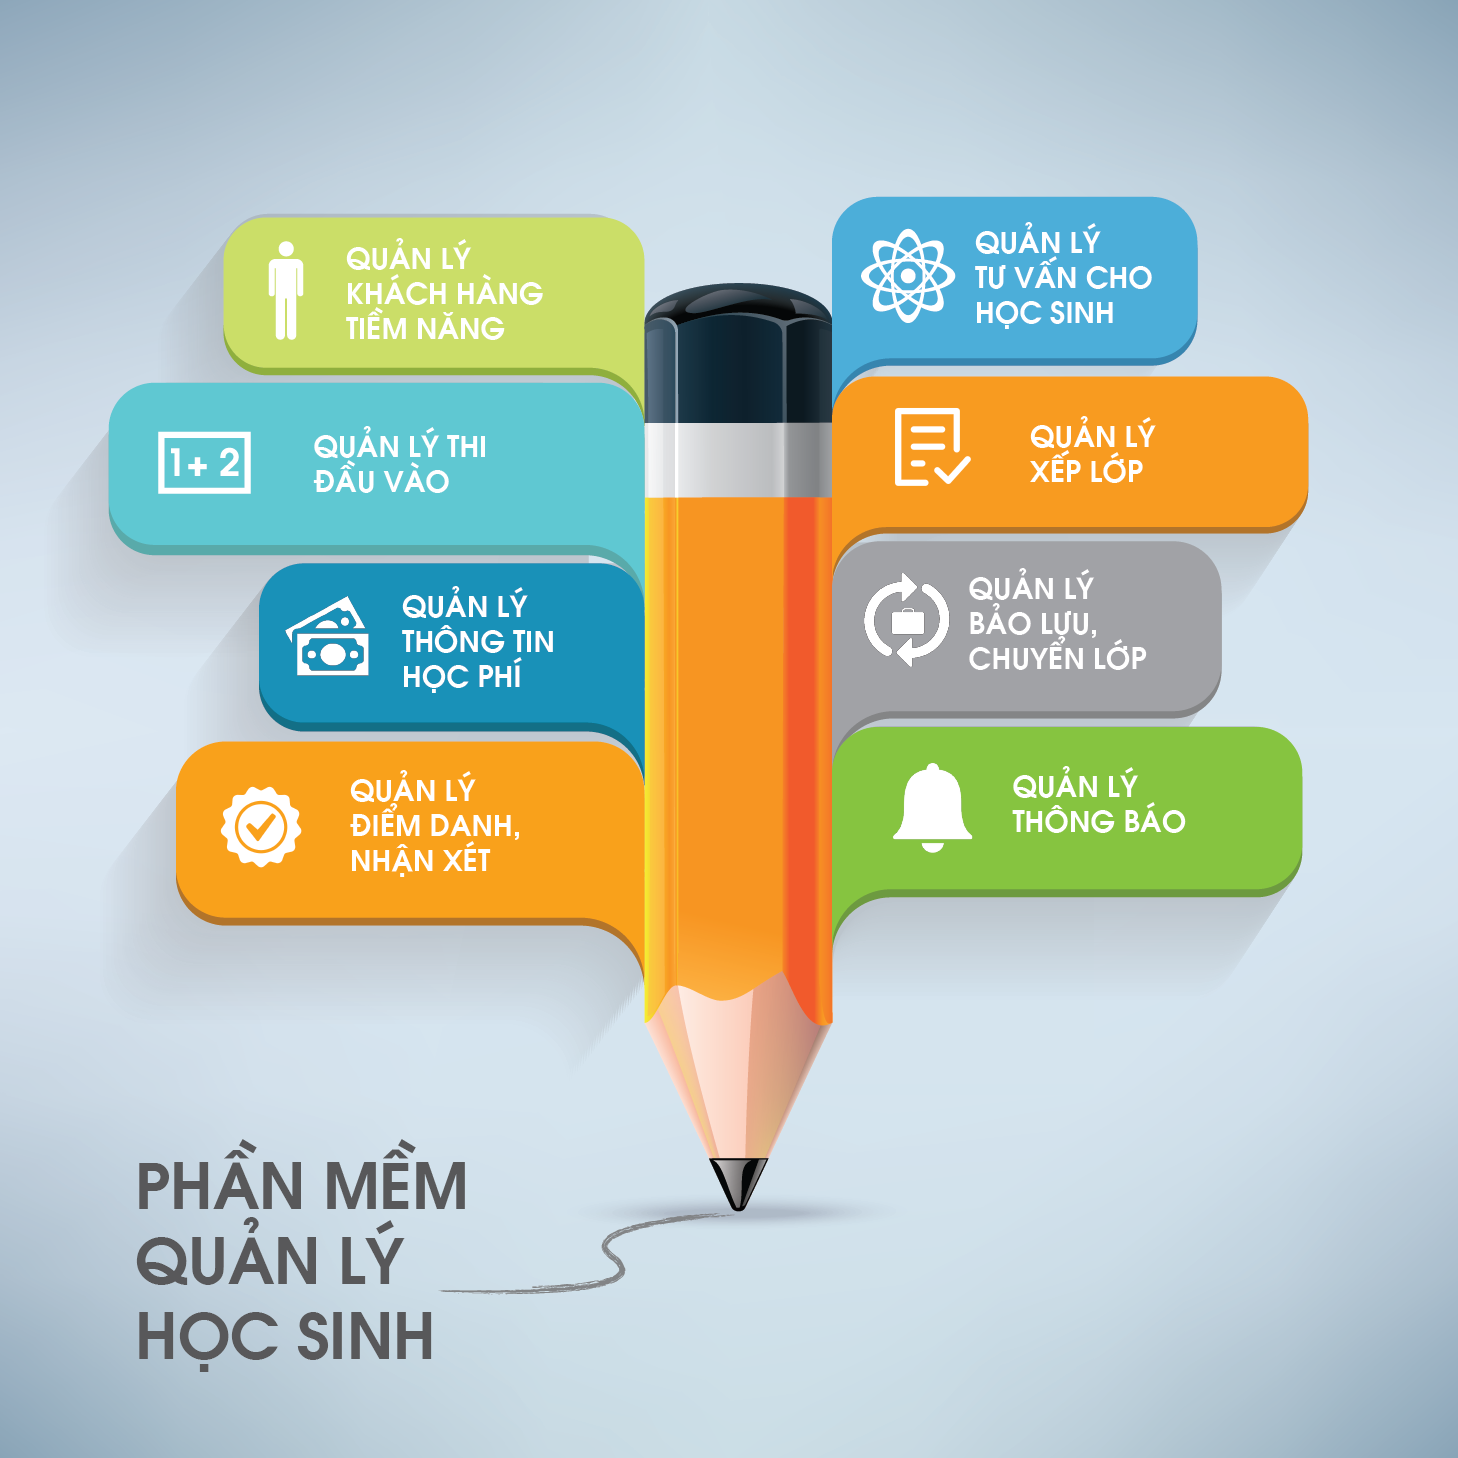 QUẢN LÝ
KHÁCH HÀNG
TIỀM NĂNG
QUẢN LÝ THI
ĐẦU VÀO
1+ 2
QUẢN LÝ
THÔNG TIN
HỌC PHÍ
QUẢN LÝ
ĐIỂM DANH,
NHẬN XÉT
QUẢN LÝ
TƯ VẤN CHO
HỌC SINH
QUẢN LÝ
XẾP LỚP
QUẢN LÝ
BẢO LƯU,
CHUYỂN LỚP
QUẢN LÝ
THÔNG BÁO
PHẦN MỀM
QUẢN LÝ
HỌC SINH